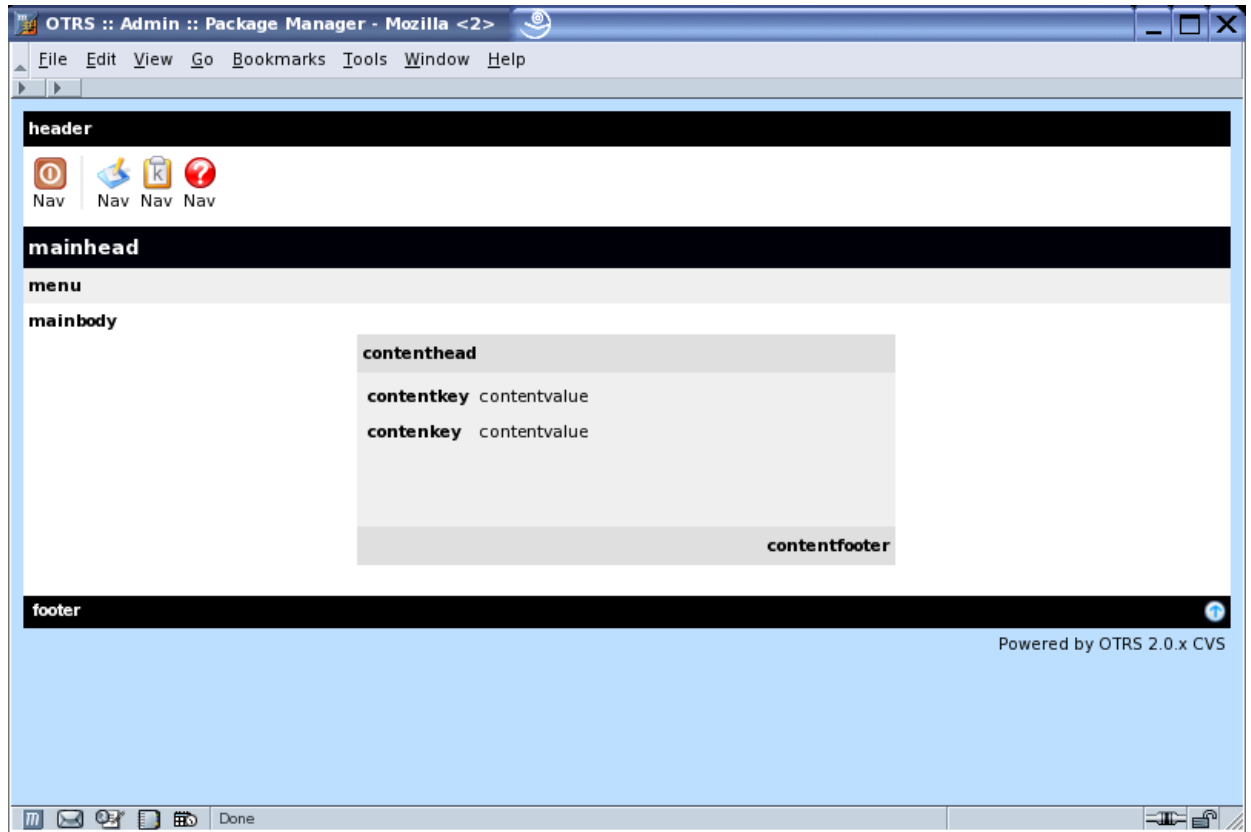 OTRS :: Admin :: Package Manager - Mozilla <2>
File Edit View Go Bookmarks Tools Window Help
header
Nav Nav Nav Nav
mainhead
menu
mainbody
contenthead
contentkey contentvalue
contenkey contentvalue
contentfooter
footer
Powered by OTRS 2.0.x CVS
Done